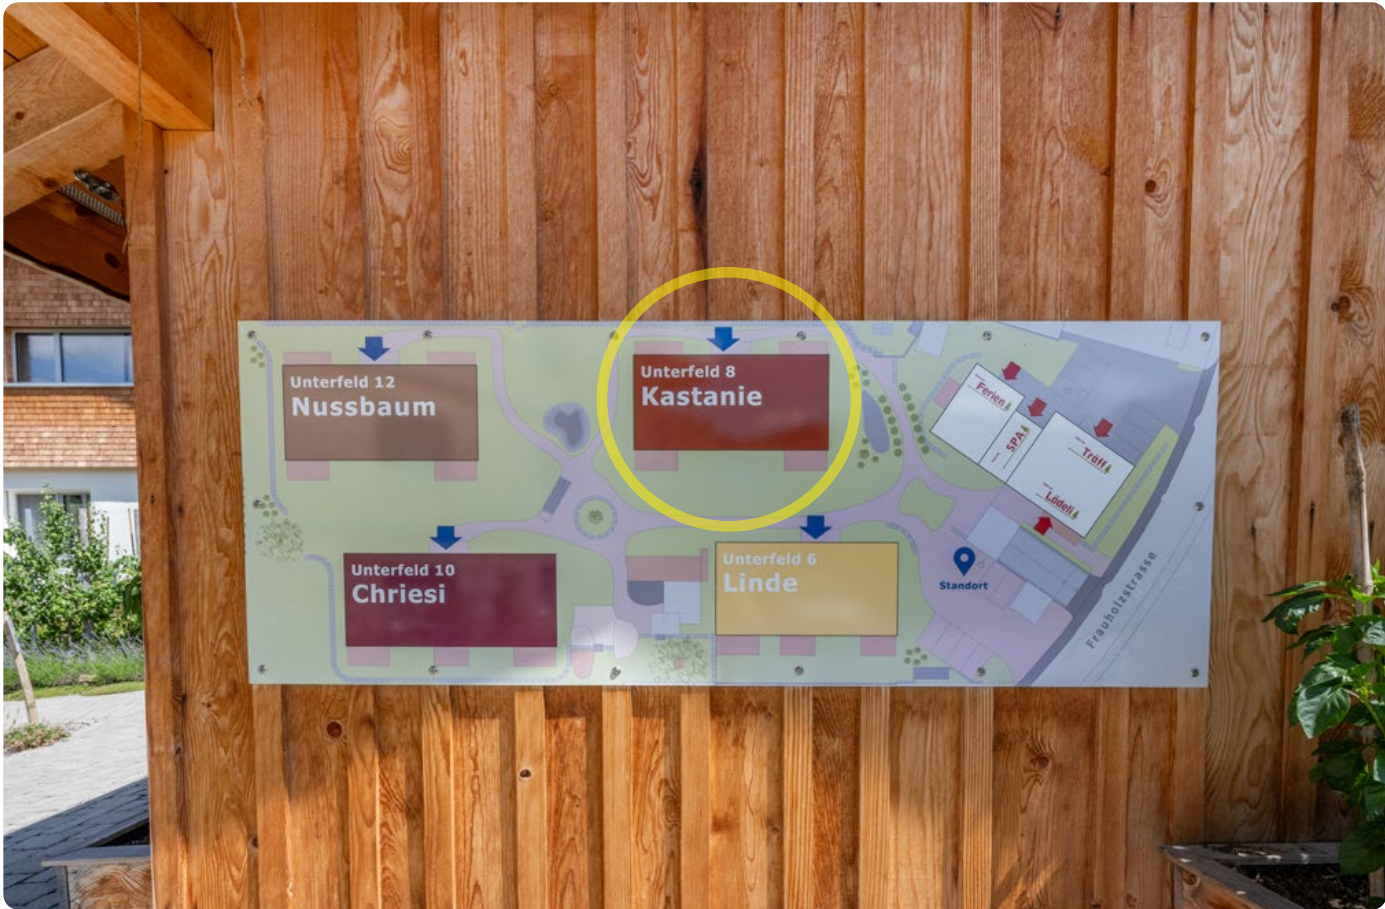 Unterfeld 12
Nussbaum
Unterfeld 8
Kastanie
Ferien
SPA
Träff
Lädeli
Unterfeld 10
Chriesi
Unterfeld 6
Linde
Standort
Frauholzstrasse